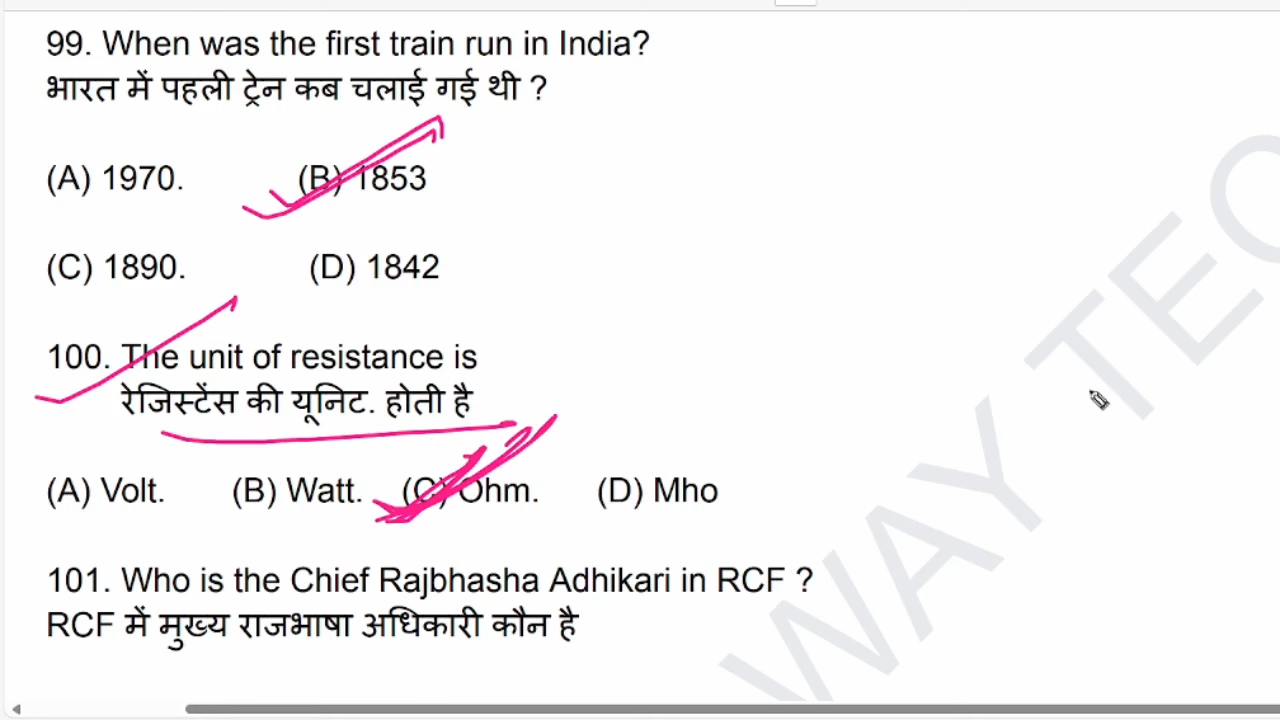 99. When was the first train run in India?
भारत में पहली ट्रेन कब चलाई गई थी ?
(A) 1970. (B) 1853
(C) 1890. (D) 1842
100. The unit of resistance is
रेजिस्टेंस की यूनिट. होती है
(A) Volt. (B) Watt. (C) Ohm. (D) Mho
101. Who is the Chief Rajbhasha Adhikari in RCF ?
RCF में मुख्य राजभाषा अधिकारी कौन है
WAY TEC